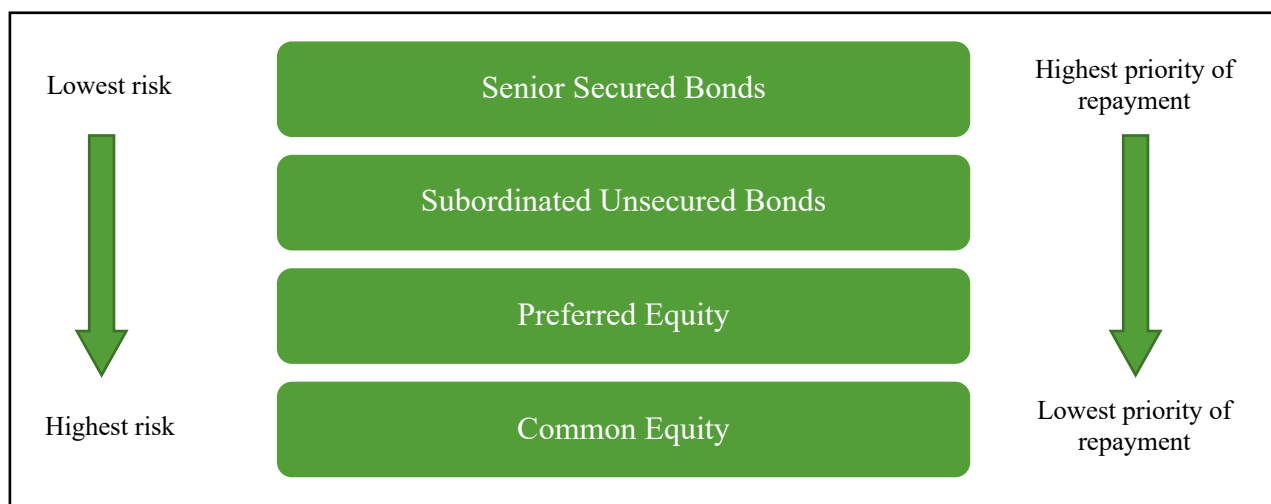 Lowest risk
Senior Secured Bonds
Highest priority of
repayment
Subordinated Unsecured Bonds
Preferred Equity
Highest risk
Common Equity
Lowest priority of
repayment